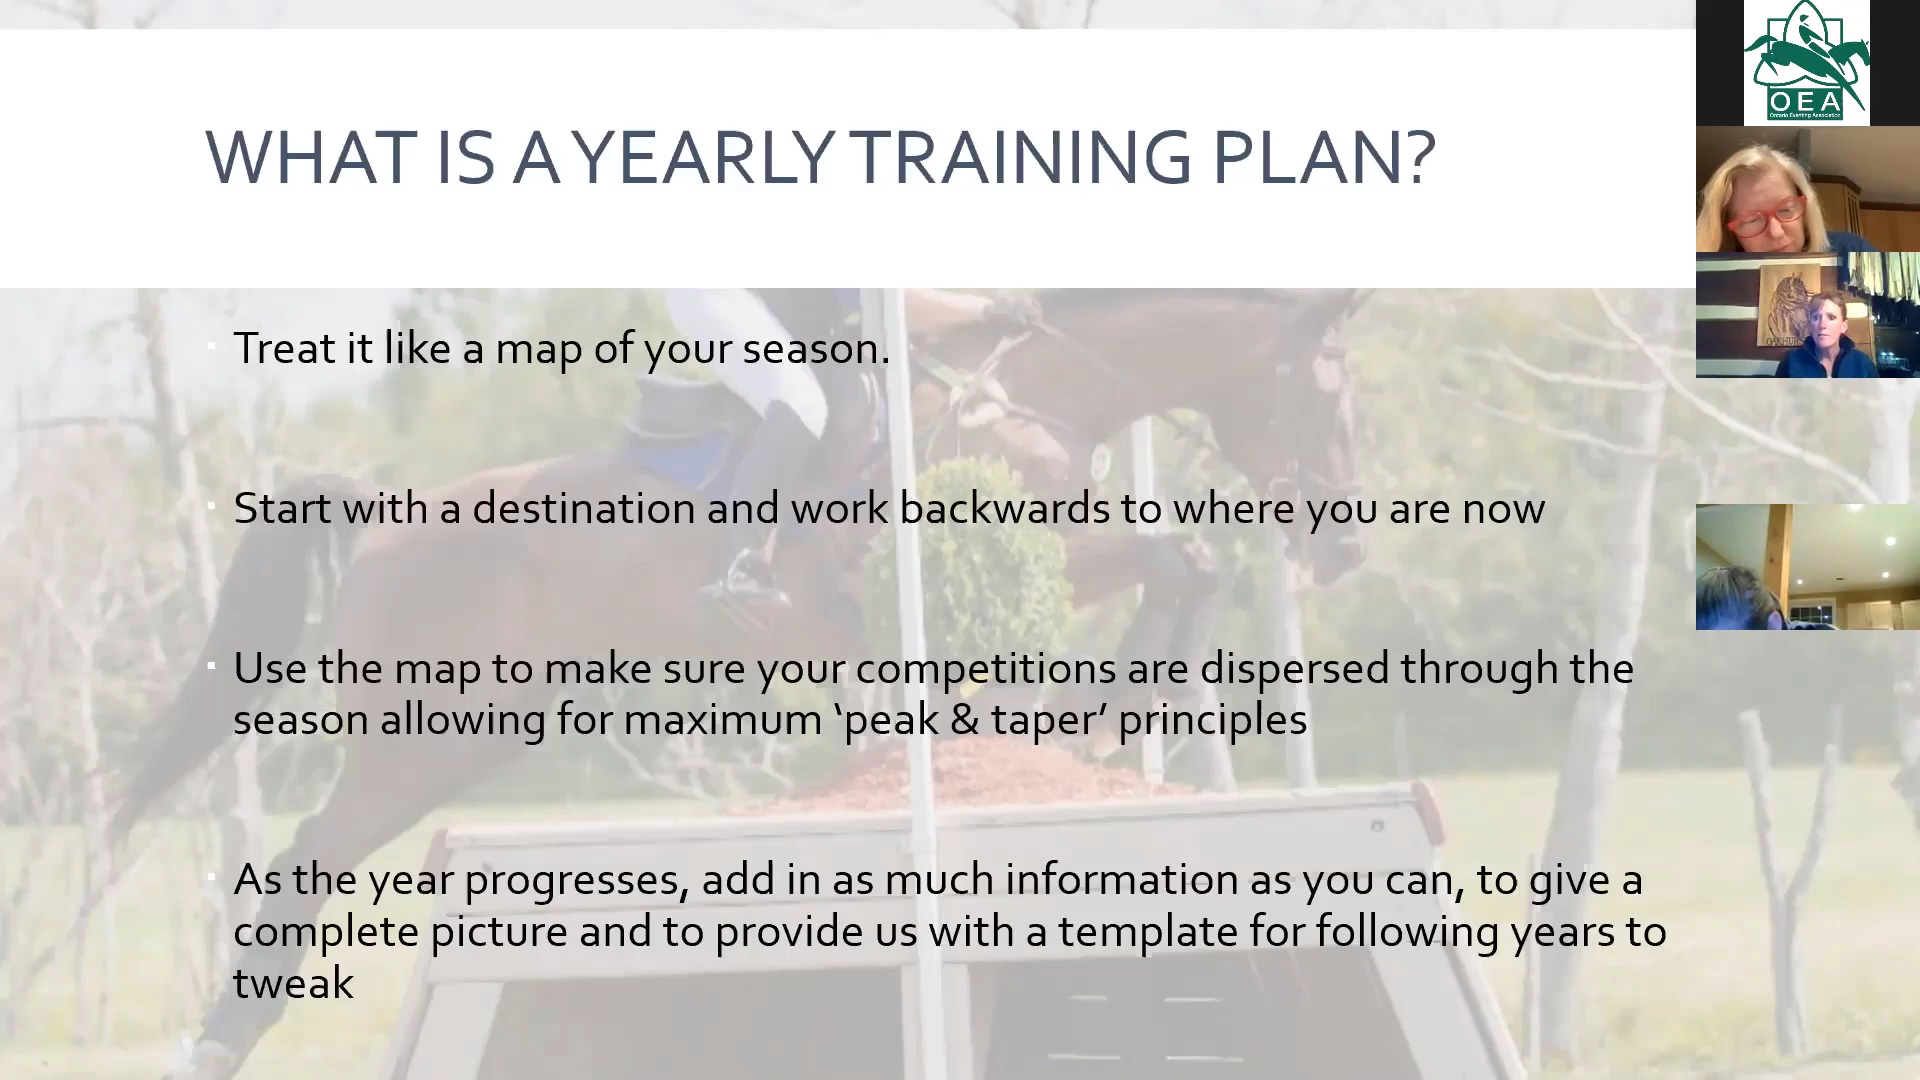 WHAT IS A YEARLY TRAINING PLAN?
Treat it like a map of your season.
Start with a destination and work backwards to where you are now
Use the map to make sure your competitions are dispersed through the
season allowing for maximum ‘peak & taper’ principles
As the year progresses, add in as much information as you can, to give a
complete picture and to provide us with a template for following years to
tweak
OEA
Ontario Eventing Association